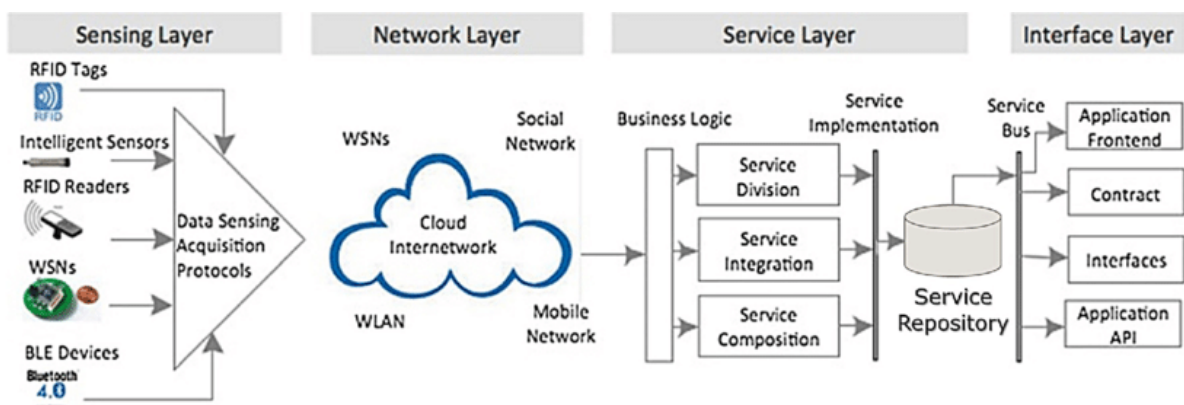 Sensing Layer
Network Layer
Service Layer
Interface Layer
RFID Tags
RFID
Intelligent Sensors
RFID Readers
WSNs
BLE Devices
Bluetooth
4.0
Data Sensing
Acquisition
Protocols
WSNs
Social
Network
Cloud
Internetwork
WLAN
Mobile
Network
Business Logic
Service
Division
Service
Integration
Service
Composition
Service
Implementation
Service
Repository
Service
Bus
Application
Frontend
Contract
Interfaces
Application
API